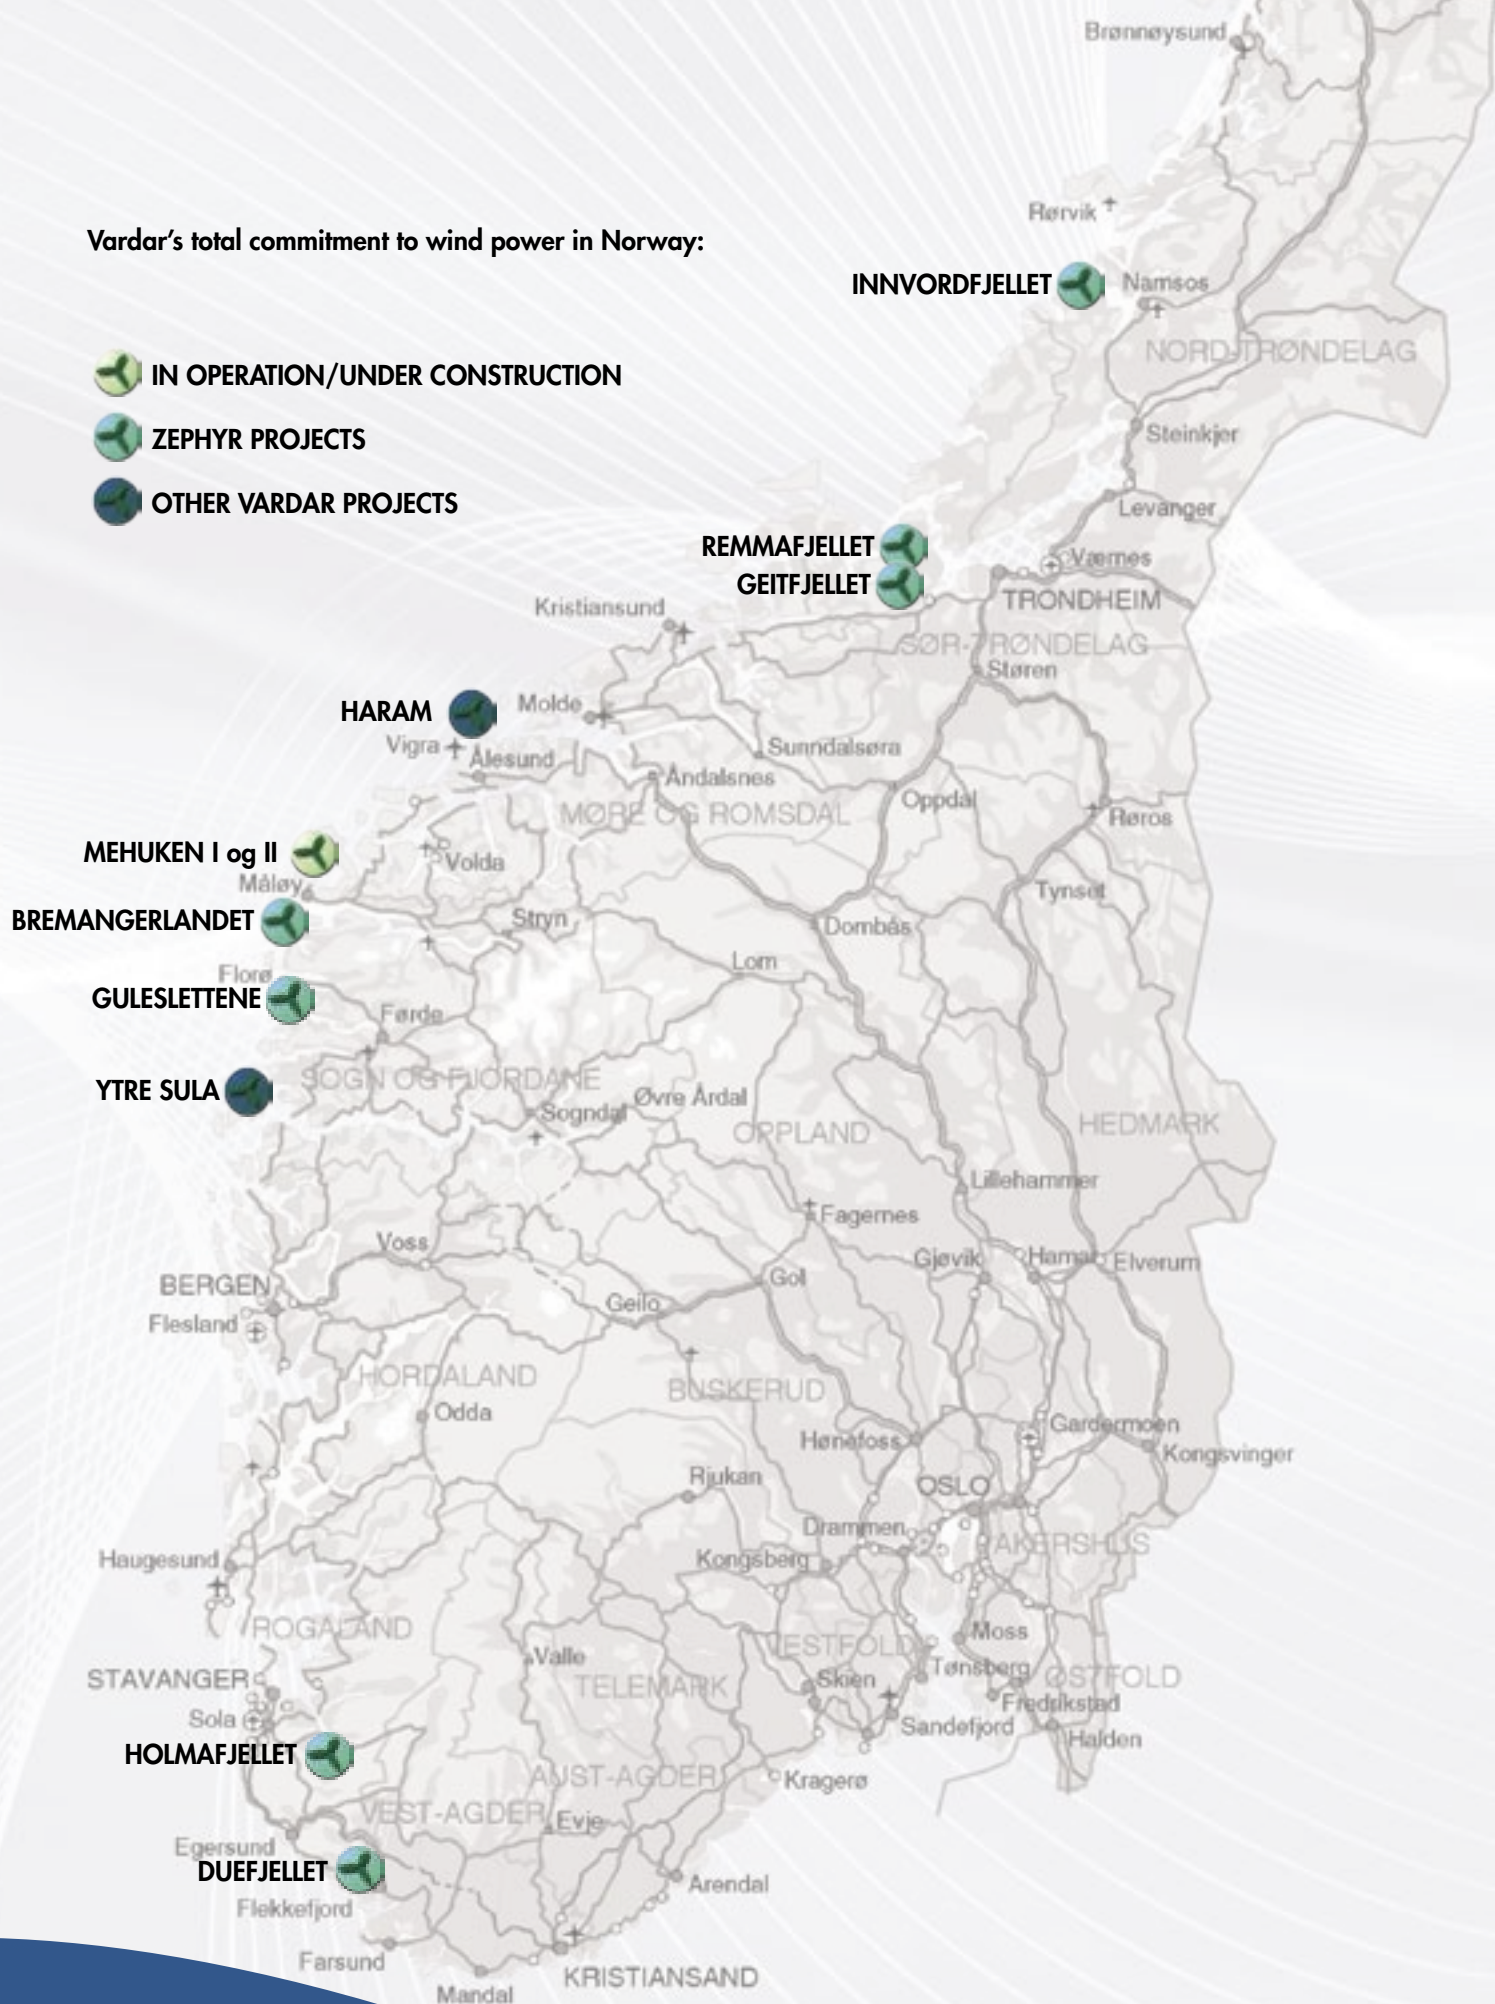 Brønnøysund
Rørvik
Vardar's total commitment to wind power in Norway:
INNVORDFJELLET
Namsos
NORD-TRØNDELAG
IN OPERATION/UNDER CONSTRUCTION
ZEPHYR PROJECTS
Steinkjer
OTHER VARDAR PROJECTS
Levanger
REMMAFJELLET
Værnes
GEITFJELLET
TRONDHEIM
Kristiansund
SØR-TRØNDELAG
Støren
HARAM
Molde
Vigra
Ålesund
Sunndalsøra
Åndalsnes
Oppdal
MØRE OG ROMSDAL
Røros
MEHUKEN I og II
Volda
Måløy
Tynset
BREMANGERLANDET
Stryn
Dombås
Lom
Florø
GULESLETTENE
Førde
SOGN OG FJORDANE
YTRE SULA
Øvre Årdal
Sogndal
OPPLAND
HEDMARK
Lillehammer
Fagernes
Voss
Gjøvik
Hamar
Elverum
BERGEN
Gol
Geilo
Flesland
HORDALAND
BUSKERUD
Odda
Gardermoen
Hønefoss
Kongsvinger
Rjukan
OSLO
Drammen
AKERSHUS
Haugesund
Kongsberg
ROGALAND
Moss
VESTFOLD
Valle
Tønsberg
STAVANGER
TELEMARK
Skien
ØSTFOLD
Fredrikstad
Sola
Sandefjord
Halden
HOLMAFJELLET
AUST-AGDER
Kragerø
VEST-AGDER
Evje
Egersund
DUEFJELLET
Arendal
Flekkefjord
Farsund
KRISTIANSAND
Mandal